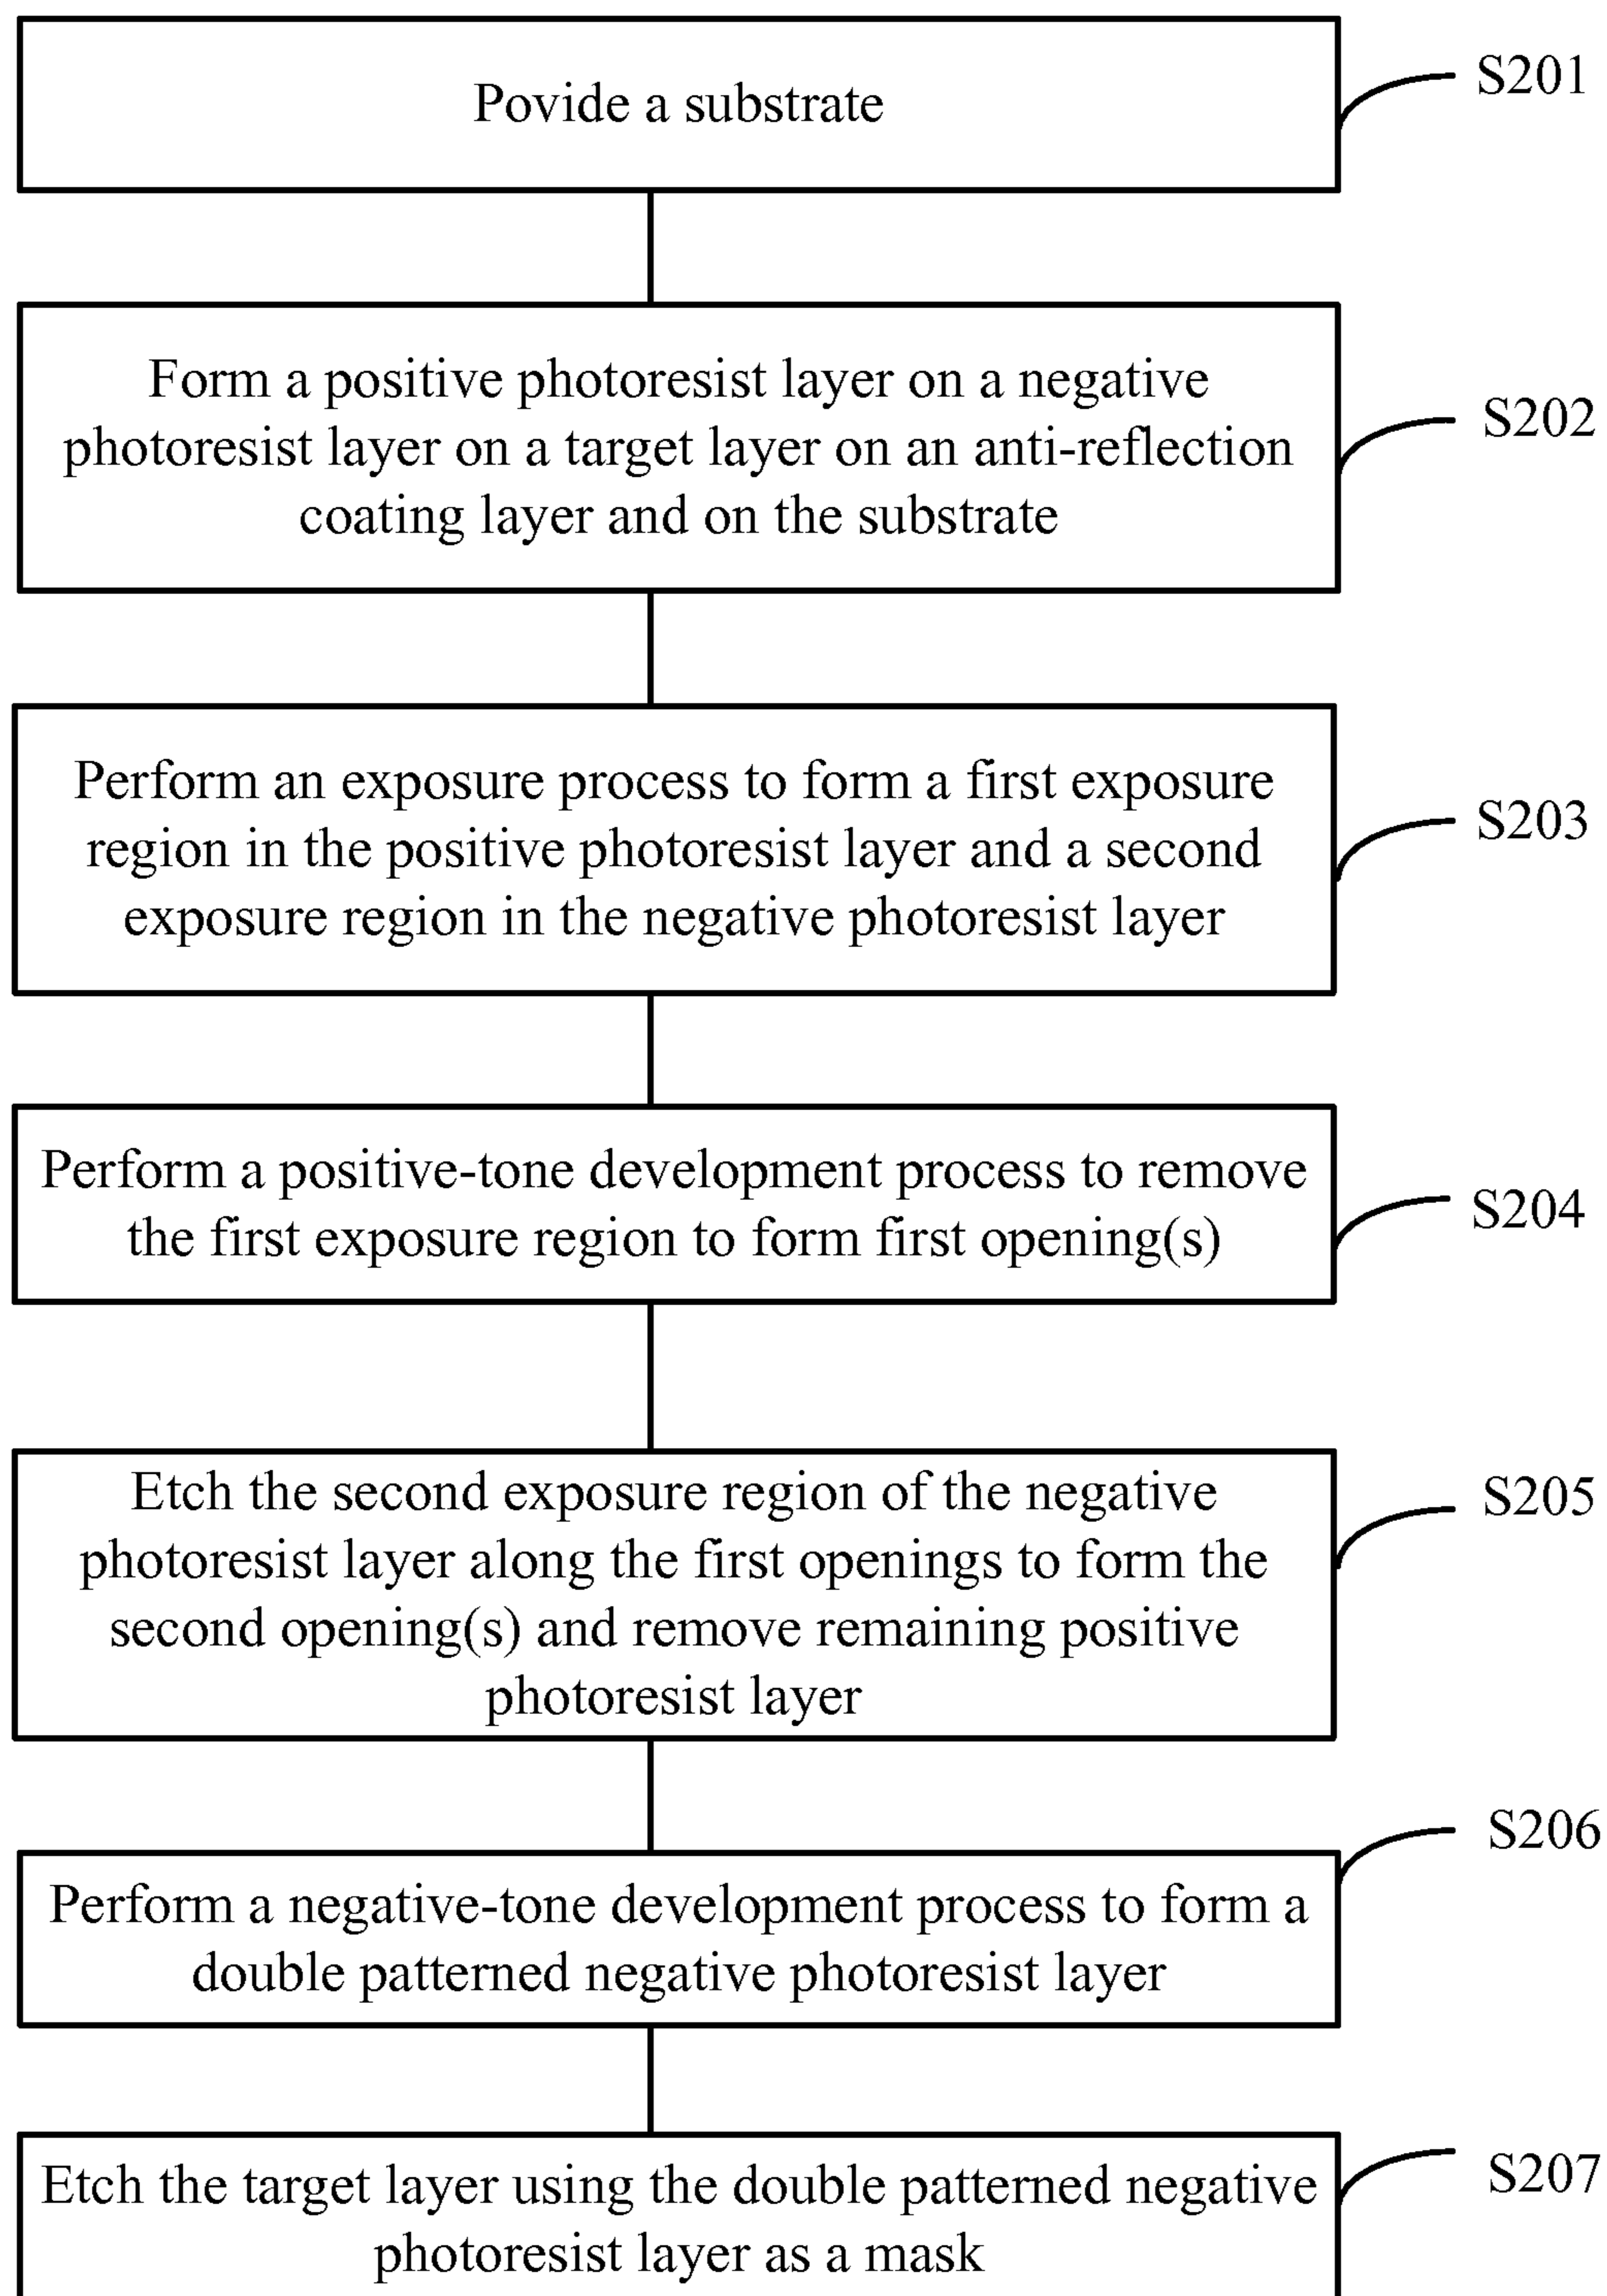 Povide a substrate
S201
Form a positive photoresist layer on a negative
photoresist layer on a target layer on an anti-reflection
coating layer and on the substrate
S202
Perform an exposure process to form a first exposure
region in the positive photoresist layer and a second
exposure region in the negative photoresist layer
S203
Perform a positive-tone development process to remove
the first exposure region to form first opening(s)
S204
Etch the second exposure region of the negative
photoresist layer along the first openings to form the
second opening(s) and remove remaining positive
photoresist layer
S205
Perform a negative-tone development process to form a
double patterned negative photoresist layer
S206
Etch the target layer using the double patterned negative
photoresist layer as a mask
S207